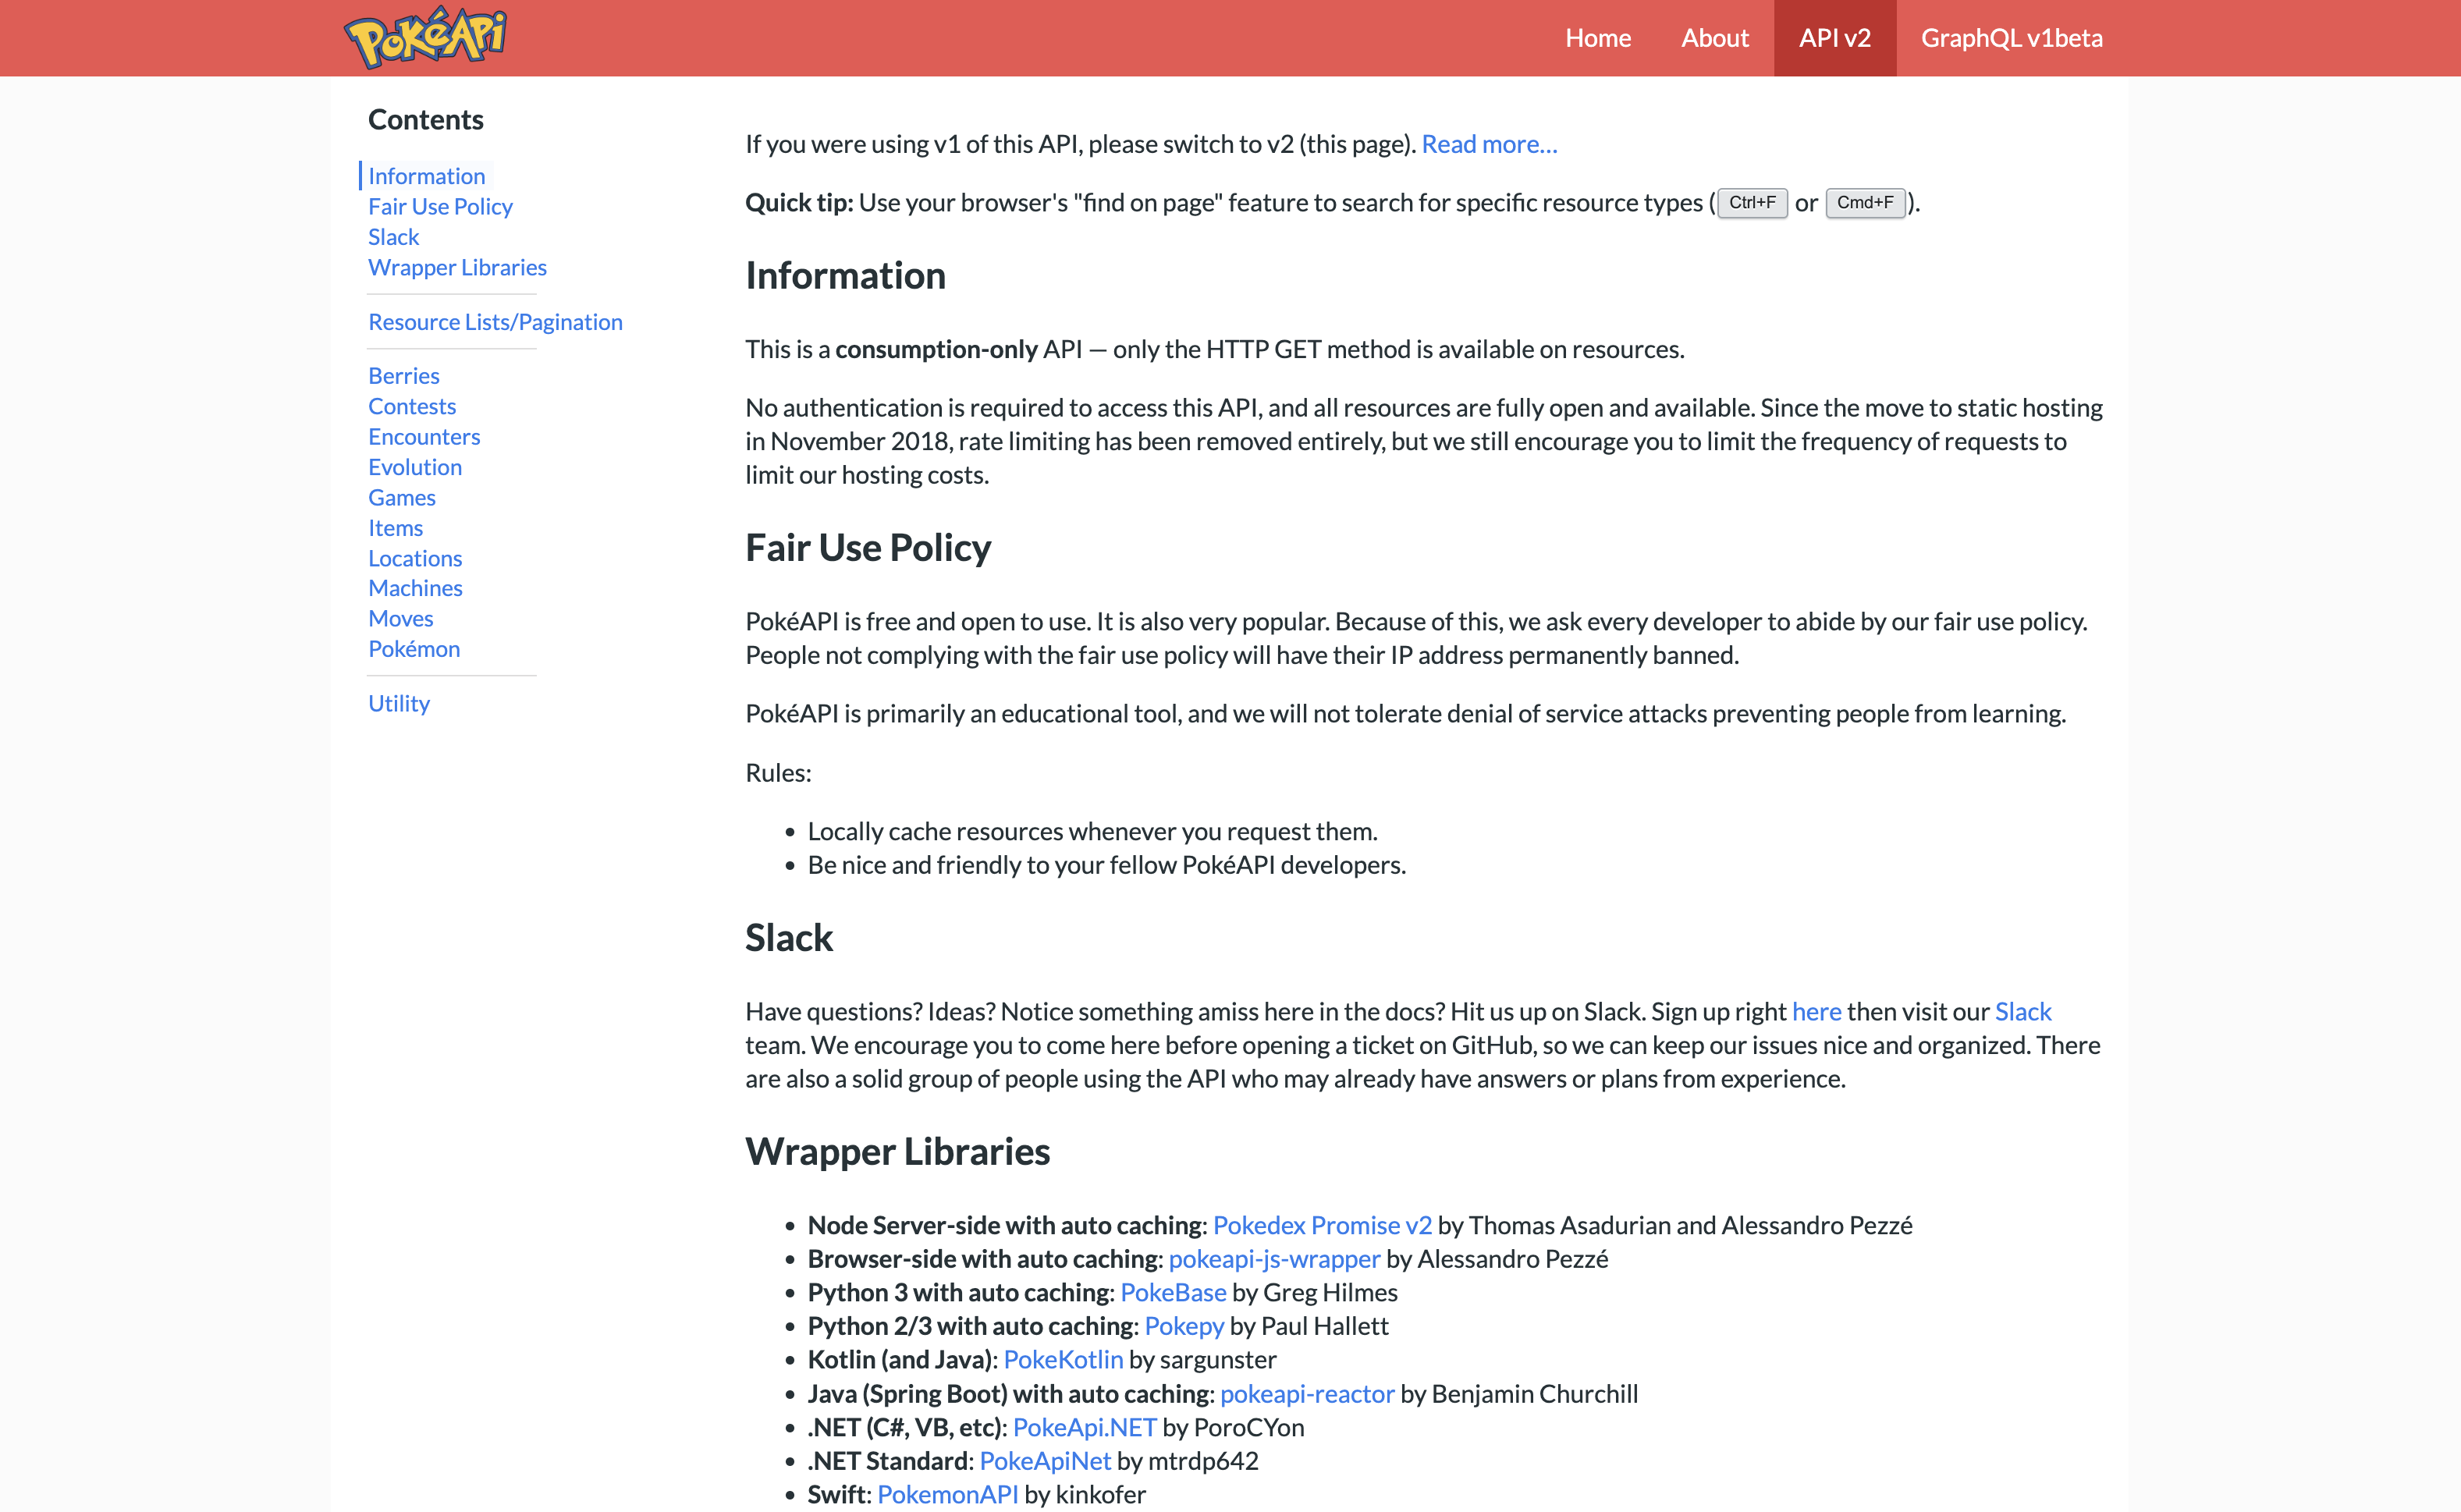 PokéAPi
Home
About
API v2
GraphQL v1beta
Contents
Information
Fair Use Policy
Slack
Wrapper Libraries
Resource Lists/Pagination
Berries
Contests
Encounters
Evolution
Games
Items
Locations
Machines
Moves
Pokémon
Utility
If you were using v1 of this API, please switch to v2 (this page). Read more…
Quick tip: Use your browser's "find on page" feature to search for specific resource types ( Ctrl+F or Cmd+F ).
Information
This is a consumption-only API — only the HTTP GET method is available on resources.
No authentication is required to access this API, and all resources are fully open and available. Since the move to static hosting
in November 2018, rate limiting has been removed entirely, but we still encourage you to limit the frequency of requests to
limit our hosting costs.
Fair Use Policy
PokéAPI is free and open to use. It is also very popular. Because of this, we ask every developer to abide by our fair use policy.
People not complying with the fair use policy will have their IP address permanently banned.
PokéAPI is primarily an educational tool, and we will not tolerate denial of service attacks preventing people from learning.
Rules:
• Locally cache resources whenever you request them.
• Be nice and friendly to your fellow PokéAPI developers.
Slack
Have questions? Ideas? Notice something amiss here in the docs? Hit us up on Slack. Sign up right here then visit our Slack
team. We encourage you to come here before opening a ticket on GitHub, so we can keep our issues nice and organized. There
are also a solid group of people using the API who may already have answers or plans from experience.
Wrapper Libraries
• Node Server-side with auto caching: Pokedex Promise v2 by Thomas Asadurian and Alessandro Pezzé
• Browser-side with auto caching: pokeapi-js-wrapper by Alessandro Pezzé
• Python 3 with auto caching: PokeBase by Greg Hilmes
• Python 2/3 with auto caching: Pokepy by Paul Hallett
• Kotlin (and Java): PokeKotlin by sargunster
• Java (Spring Boot) with auto caching: pokeapi-reactor by Benjamin Churchill
• .NET (C#, VB, etc): PokeApi.NET by PoroCYon
• .NET Standard: PokeApiNet by mtrdp642
• Swift: PokemonAPI by kinkofer